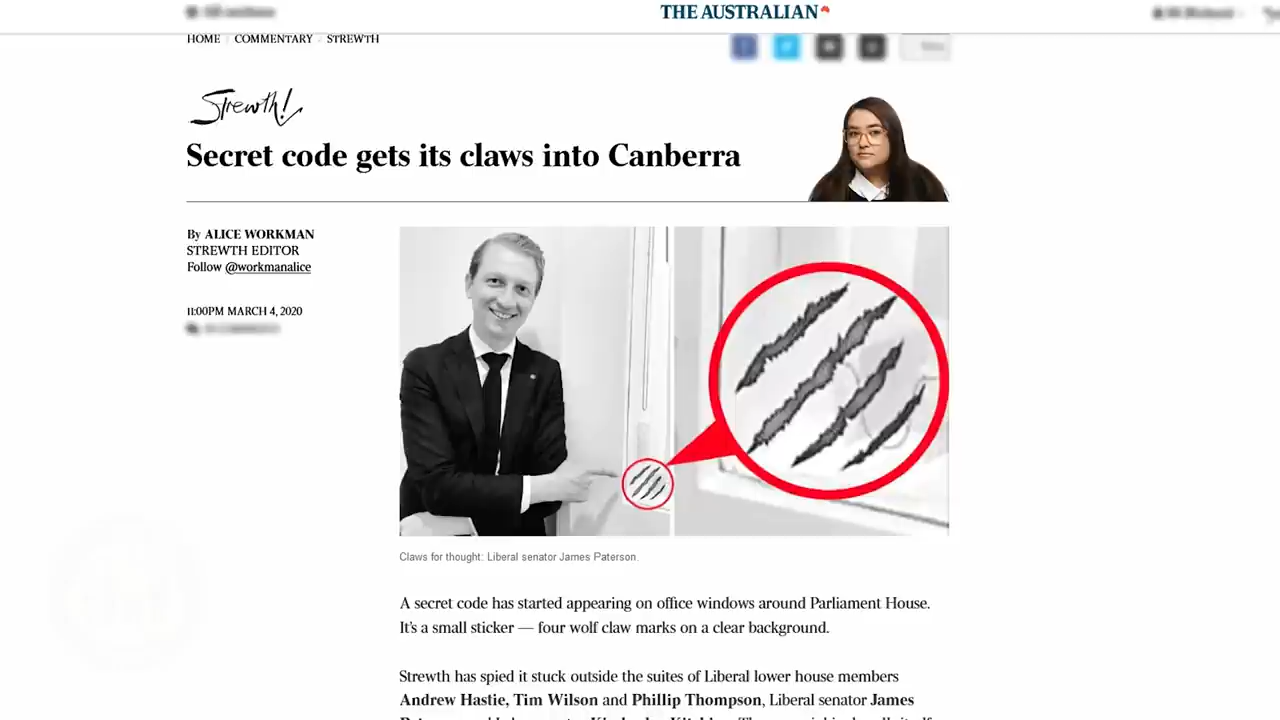 THE AUSTRALIAN
HOME / COMMENTARY / STREWTH
Strewth!
Secret code gets its claws into Canberra
By ALICE WORKMAN
STREWTH EDITOR
Follow @workmanalice
11:00PM MARCH 4, 2020
Claws for thought: Liberal senator James Paterson.
A secret code has started appearing on office windows around Parliament House.
It's a small sticker — four wolf claw marks on a clear background.
Strewth has spied it stuck outside the suites of Liberal lower house members
Andrew Hastie, Tim Wilson and Phillip Thompson, Liberal senator James